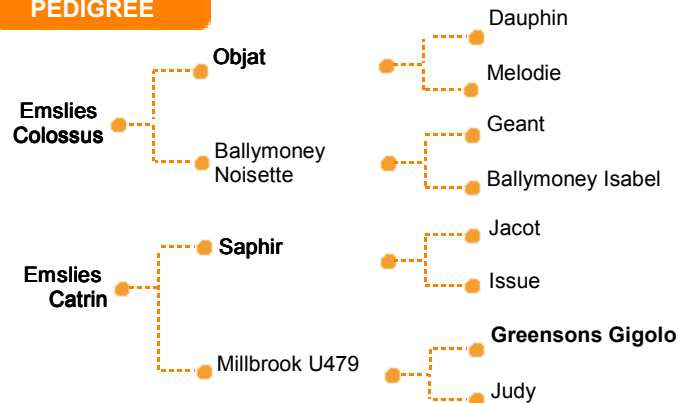 PEDIGREE
Dauphin
Objat
Melodie
Emslies
Colossus
Geant
Ballymoney
Noisette
Ballymoney Isabel
Jacot
Saphir
Emslies
Catrin
Issue
Greensons Gigolo
Millbrook U479
Judy